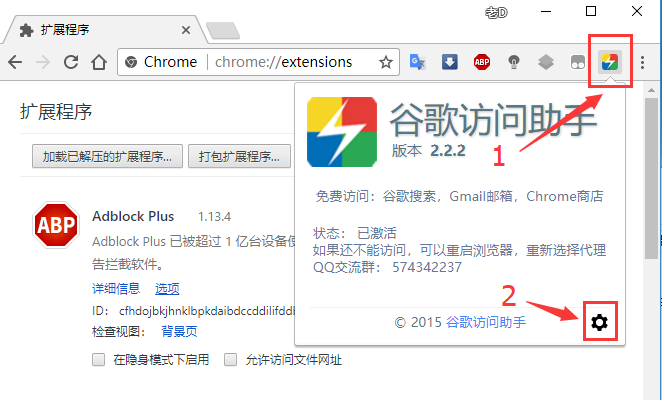 老D
扩展程序
Chrome chrome://extensions
ABP
扩展程序
加载已解压的扩展程序... 打包扩展程序...
谷歌访问助手
版本 2.2.2
1
免费访问：谷歌搜索，Gmail邮箱，Chrome商店
状态： 已激活
如果还不能访问，可以重启浏览器，重新选择代理
QQ交流群： 574342237
2
© 2015 谷歌访问助手
ABP
Adblock Plus 1.13.4
Adblock Plus 已被超过 1 亿台设备使
告拦截软件。
详细信息 选项
ID： cfhdojbkjhnklbpkdaibdccddilifddb
检查视图： 背景页
在隐身模式下启用 允许访问文件网址